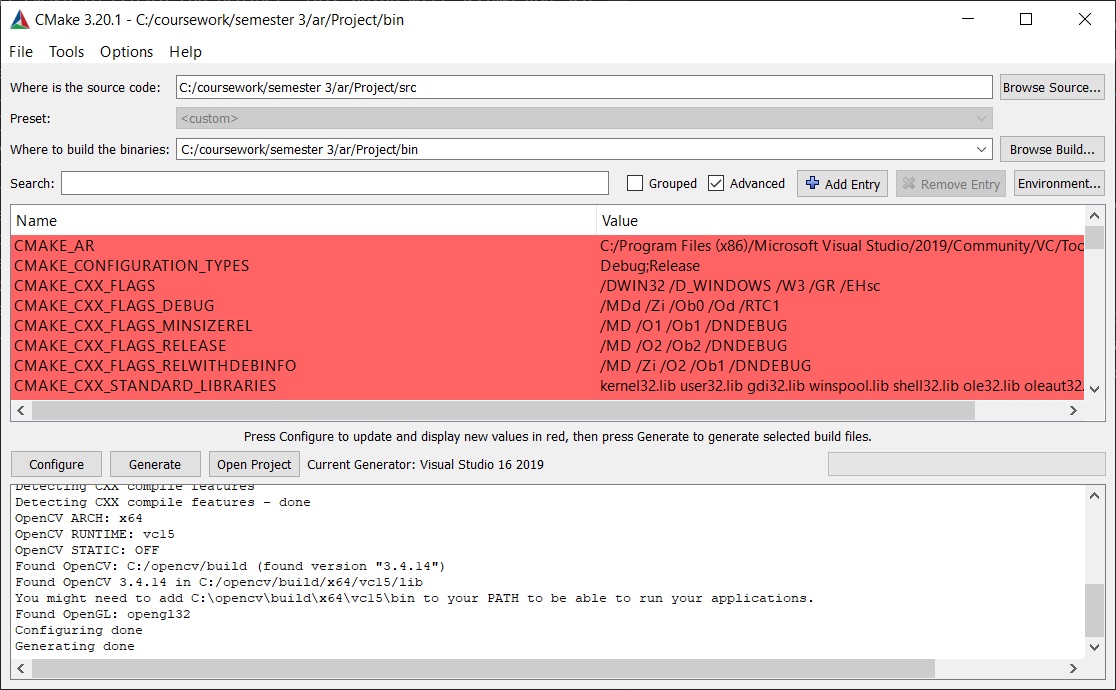 CMake 3.20.1 - C:/coursework/semester 3/ar/Project/bin
File Tools Options Help
Where is the source code: C:/coursework/semester 3/ar/Project/src Browse Source...
Preset: <custom>
Where to build the binaries: C:/coursework/semester 3/ar/Project/bin Browse Build...
Search: Grouped Advanced Add Entry Remove Entry Environment...
Name Value
CMAKE_AR C:/Program Files (x86)/Microsoft Visual Studio/2019/Community/VC/Toc
CMAKE_CONFIGURATION_TYPES Debug;Release
CMAKE_CXX_FLAGS /DWIN32 /D_WINDOWS /W3 /GR /EHsc
CMAKE_CXX_FLAGS_DEBUG /MDd /Zi /Ob0 /Od /RTC1
CMAKE_CXX_FLAGS_MINSIZEREL /MD /O1 /Ob1 /DNDEBUG
CMAKE_CXX_FLAGS_RELEASE /MD /O2 /Ob2 /DNDEBUG
CMAKE_CXX_FLAGS_RELWITHDEBINFO /MD /Zi /O2 /Ob1 /DNDEBUG
CMAKE_CXX_STANDARD_LIBRARIES kernel32.lib user32.lib gdi32.lib winspool.lib shell32.lib ole32.lib oleaut32.
Press Configure to update and display new values in red, then press Generate to generate selected build files.
Configure Generate Open Project Current Generator: Visual Studio 16 2019
Detecting CXX compile features
Detecting CXX compile features - done
OpenCV ARCH: x64
OpenCV RUNTIME: vc15
OpenCV STATIC: OFF
Found OpenCV: C:/opencv/build (found version "3.4.14")
Found OpenCV 3.4.14 in C:/opencv/build/x64/vc15/lib
You might need to add C:\opencv\build\x64\vc15\bin to your PATH to be able to run your applications.
Found OpenGL: opengl32
Configuring done
Generating done